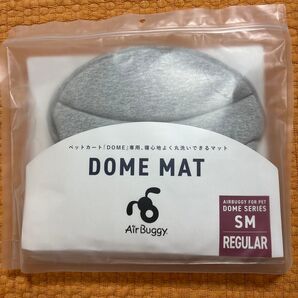 ペットカート「DOME」専用、寝心地よく丸洗いできるマット
DOME MAT
AirBuggy
AIRBUGGY FOR PET
DOME SERIES
SM
REGULAR